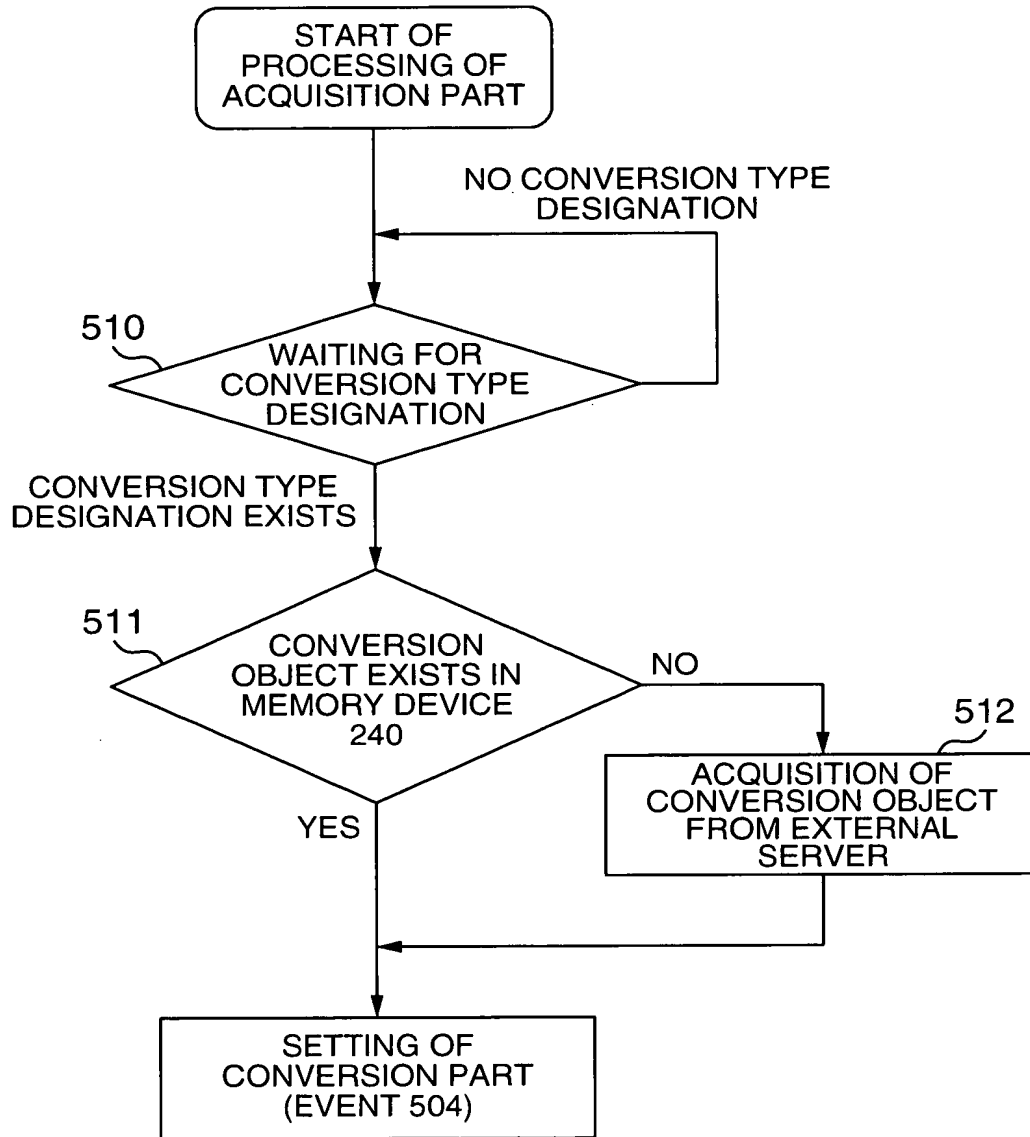 START OF
PROCESSING OF
ACQUISITION PART
NO CONVERSION TYPE
DESIGNATION
510
WAITING FOR
CONVERSION TYPE
DESIGNATION
CONVERSION TYPE
DESIGNATION EXISTS
511
CONVERSION
OBJECT EXISTS IN
MEMORY DEVICE
240
NO
512
ACQUISITION OF
CONVERSION OBJECT
FROM EXTERNAL
SERVER
YES
SETTING OF
CONVERSION PART
(EVENT 504)